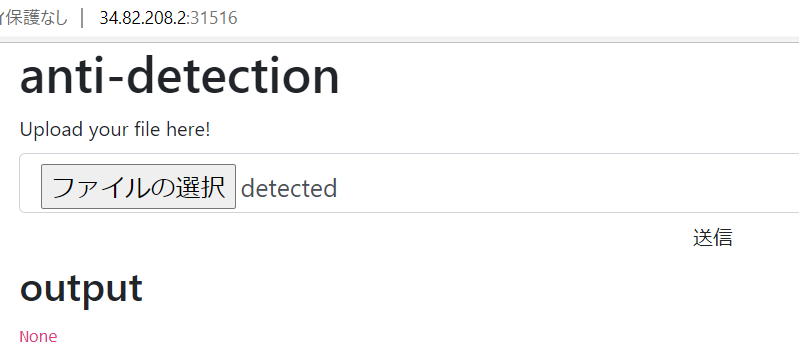 保護なし | 34.82.208.2:31516
anti-detection
Upload your file here!
ファイルの選択 detected
送信
output
None